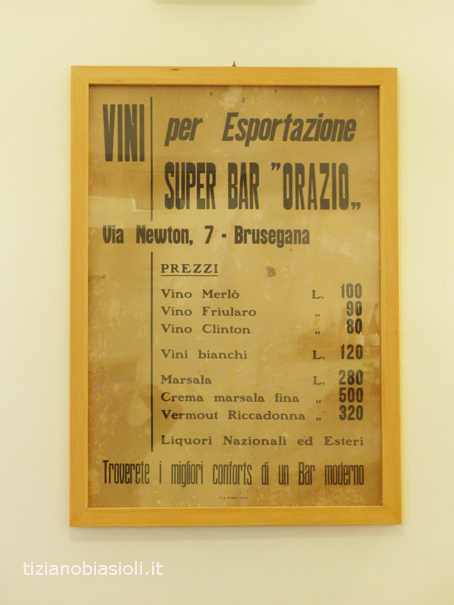 VINI per Esportazione
SUPER BAR "ORAZIO„
Via Newton, 7 - Brusegana
PREZZI
Vino Merlò L. 100
Vino Friularo „ 90
Vino Clinton „ 80
Vini bianchi L. 120
Marsala L. 280
Crema marsala fina „ 500
Vermout Riccadonna „ 320
Liquori Nazionali ed Esteri
Troverete i migliori conforts di un Bar moderno
tizianobiasioli.it